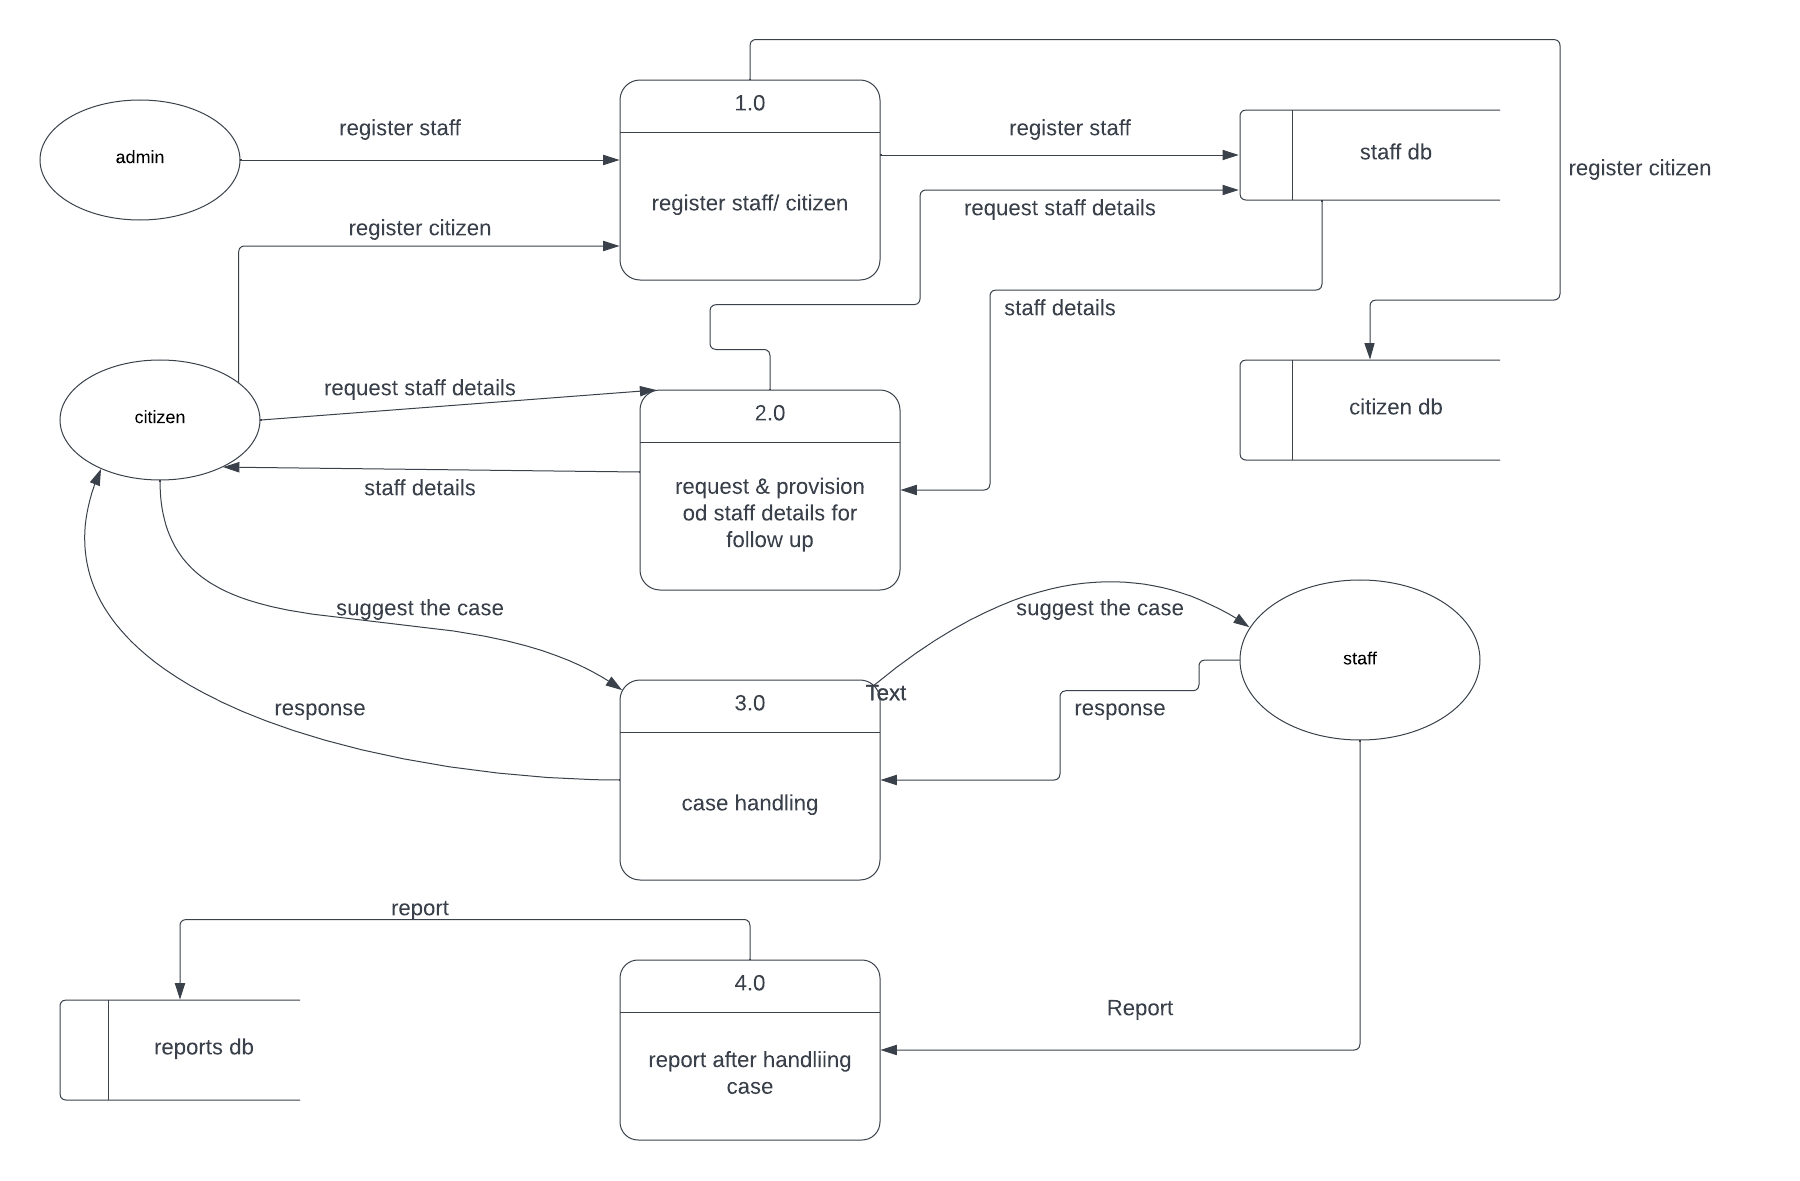 1.0
register staff
register staff
admin
staff db
register citizen
register staff/ citizen
request staff details
register citizen
staff details
request staff details
2.0
citizen
citizen db
staff details
request & provision
od staff details for
follow up
suggest the case
suggest the case
staff
Text
3.0
response
response
case handling
report
4.0
Report
reports db
report after handliing
case